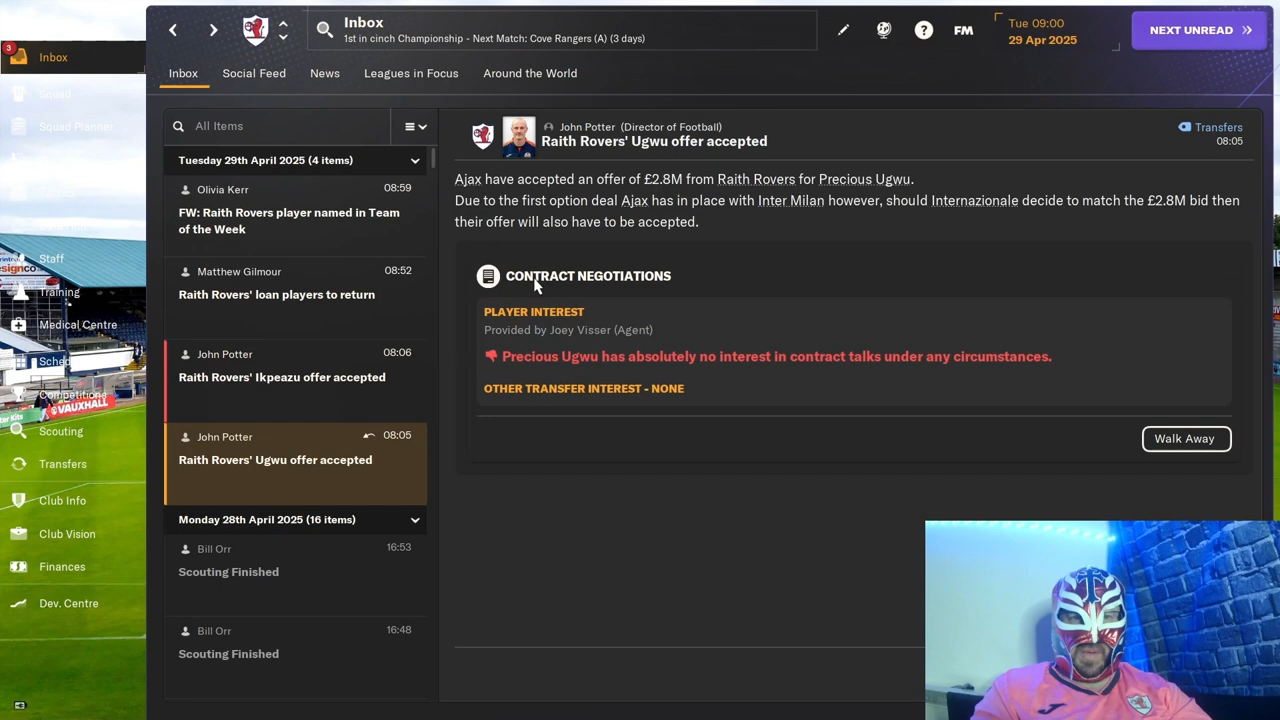 Inbox
1st in cinch Championship - Next Match: Cove Rangers (A) (3 days)
FM
Tue 09:00
29 Apr 2025
NEXT UNREAD
3
Inbox
Squad
Squad Planner
Staff
Training
Medical Centre
Sched
Competitions
Scouting
Transfers
Club Info
Club Vision
Finances
Dev. Centre
VAUXHALL
Inbox
Social Feed
News
Leagues in Focus
Around the World
All Items
Tuesday 29th April 2025 (4 items)
Olivia Kerr
08:59
FW: Raith Rovers player named in Team
of the Week
Matthew Gilmour
08:52
Raith Rovers' loan players to return
John Potter
08:06
Raith Rovers' Ikpeazu offer accepted
John Potter
08:05
Raith Rovers' Ugwu offer accepted
Monday 28th April 2025 (16 items)
Bill Orr
16:53
Scouting Finished
Bill Orr
16:48
Scouting Finished
John Potter (Director of Football)
Raith Rovers' Ugwu offer accepted
Transfers
08:05
Ajax have accepted an offer of £2.8M from Raith Rovers for Precious Ugwu.
Due to the first option deal Ajax has in place with Inter Milan however, should Internazionale decide to match the £2.8M bid then
their offer will also have to be accepted.
CONTRACT NEGOTIATIONS
PLAYER INTEREST
Provided by Joey Visser (Agent)
Precious Ugwu has absolutely no interest in contract talks under any circumstances.
OTHER TRANSFER INTEREST - NONE
Walk Away